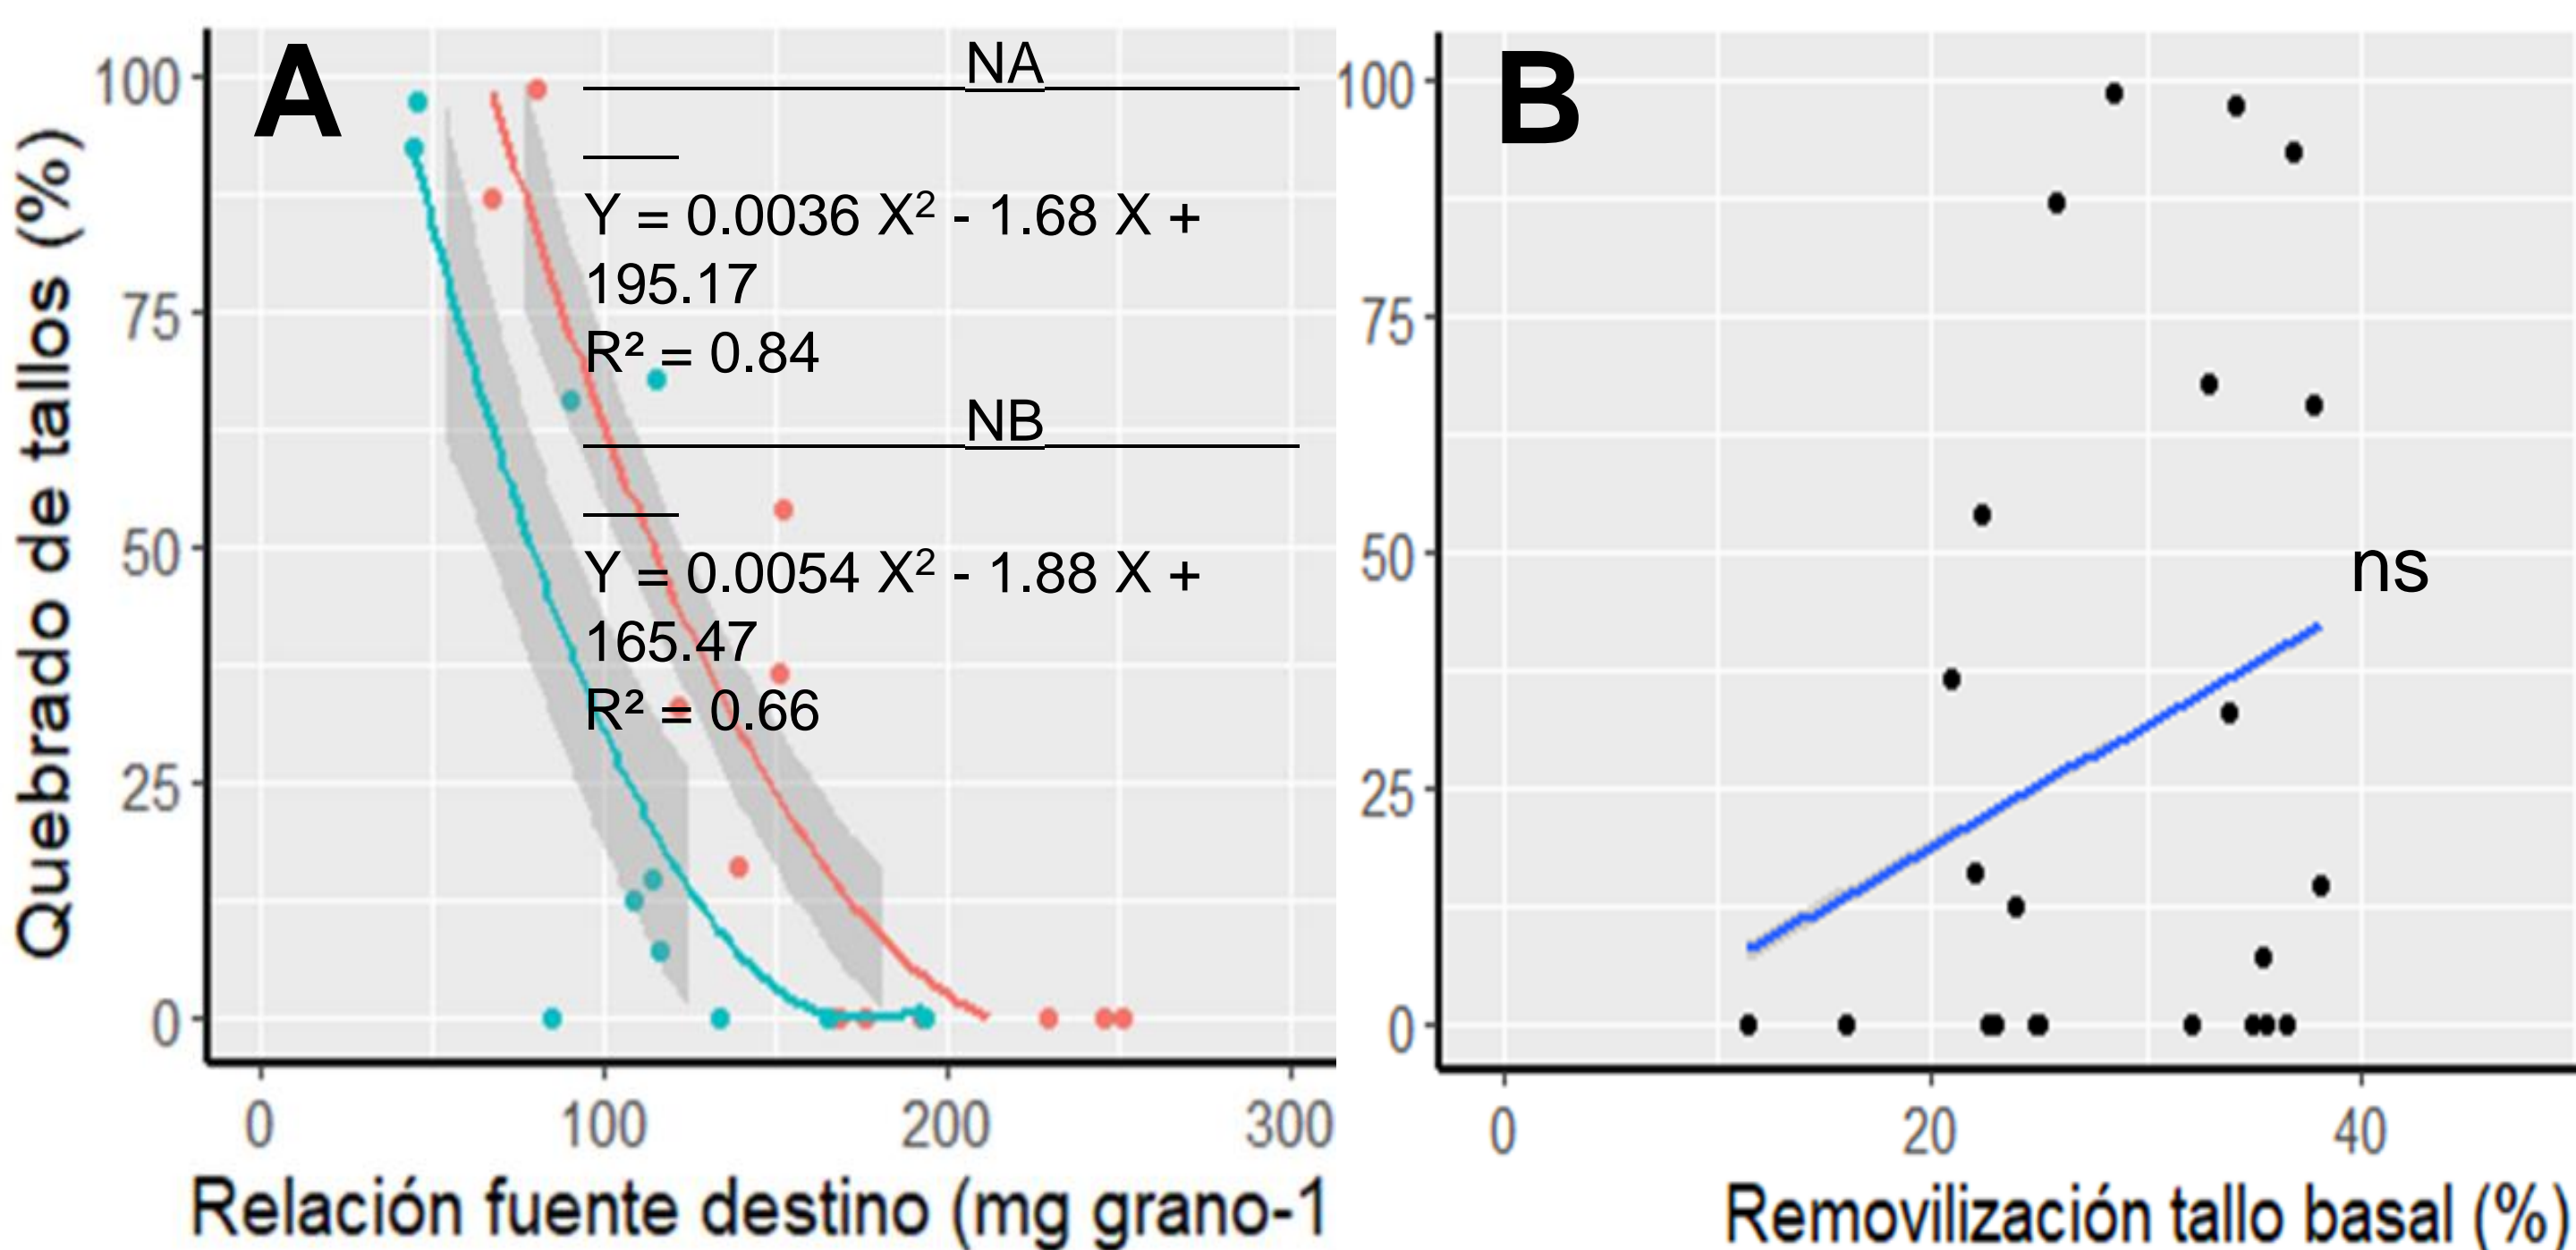 A
NA
Y = 0.0036 X² - 1.68 X +
195.17
R² = 0.84
NB
Y = 0.0054 X² - 1.88 X +
165.47
R² = 0.66
100
75
50
25
0
0
100
200
300
Quebrado de tallos (%)
Relación fuente destino (mg grano-1
B
ns
100
75
50
25
0
0
20
40
Removilización tallo basal (%)